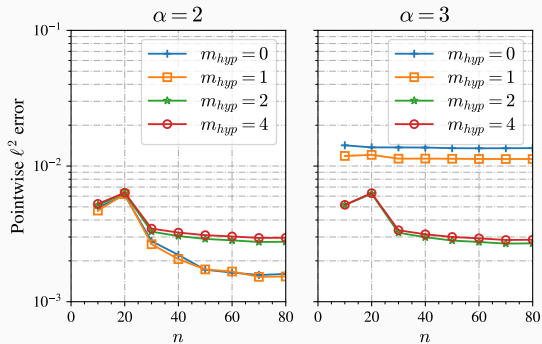 α = 2
α = 3
10⁻¹
10⁻²
10⁻³
Pointwise ℓ² error
m_hyp = 0
m_hyp = 1
m_hyp = 2
m_hyp = 4
m_hyp = 0
m_hyp = 1
m_hyp = 2
m_hyp = 4
0 20 40 60 80
0 20 40 60 80
n
n